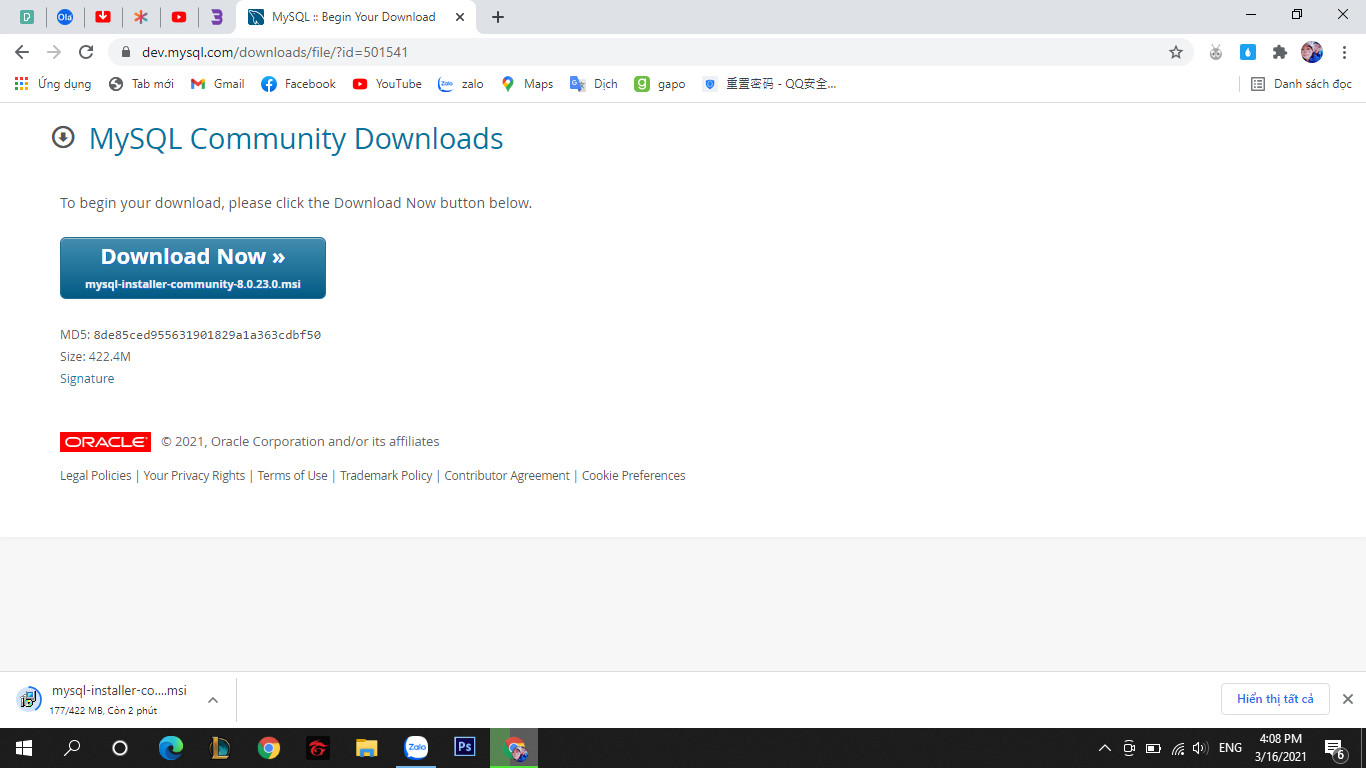 D
Ola
MySQL :: Begin Your Download
dev.mysql.com/downloads/file/?id=501541
Ứng dụng
Tab mới
Gmail
Facebook
YouTube
Zalo
zalo
Maps
Dịch
g
gapo
重置密码 - QQ安全...
Danh sách đọc
MySQL Community Downloads
To begin your download, please click the Download Now button below.
Download Now »
mysql-installer-community-8.0.23.0.msi
MD5: 8de85ced955631901829a1a363cdbf50
Size: 422.4M
Signature
ORACLE
© 2021, Oracle Corporation and/or its affiliates
Legal Policies | Your Privacy Rights | Terms of Use | Trademark Policy | Contributor Agreement | Cookie Preferences
mysql-installer-co....msi
177/422 MB, Còn 2 phút
Hiển thị tất cả
Zalo
Ps
ENG
4:08 PM
3/16/2021
6